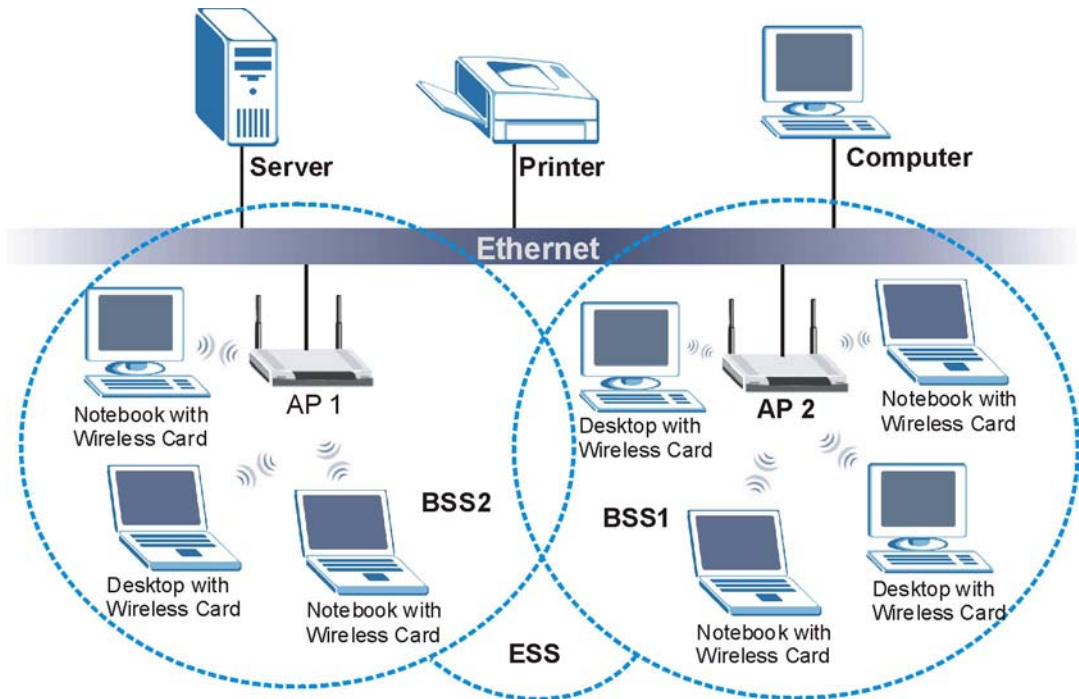 Server
Printer
Computer
Ethernet
Notebook with
Wireless Card
AP 1
Desktop with
Wireless Card
AP 2
Notebook with
Wireless Card
BSS2
BSS1
Desktop with
Wireless Card
Notebook with
Wireless Card
Desktop with
Wireless Card
Notebook with
Wireless Card
ESS